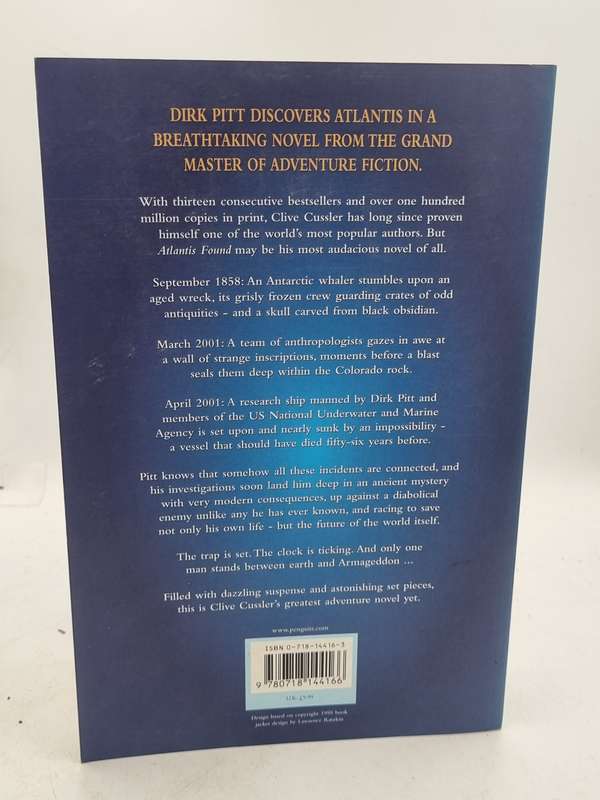 DIRK PITT DISCOVERS ATLANTIS IN A
BREATHTAKING NOVEL FROM THE GRAND
MASTER OF ADVENTURE FICTION.
With thirteen consecutive bestsellers and over one hundred
million copies in print, Clive Cussler has long since proven
himself one of the world's most popular authors. But
Atlantis Found may be his most audacious novel of all.
September 1858: An Antarctic whaler stumbles upon an
aged wreck, its grisly frozen crew guarding crates of odd
antiquities - and a skull carved from black obsidian.
March 2001: A team of anthropologists gazes in awe at
a wall of strange inscriptions, moments before a blast
seals them deep within the Colorado rock.
April 2001: A research ship manned by Dirk Pitt and
members of the US National Underwater and Marine
Agency is set upon and nearly sunk by an impossibility -
a vessel that should have died fifty-six years before.
Pitt knows that somehow all these incidents are connected, and
his investigations soon land him deep in an ancient mystery
with very modern consequences, up against a diabolical
enemy unlike any he has ever known, and racing to save
not only his own life - but the future of the world itself.
The trap is set. The clock is ticking. And only one
man stands between earth and Armageddon ...
Filled with dazzling suspense and astonishing set pieces,
this is Clive Cussler's greatest adventure novel yet.
www.penguin.com
ISBN 0-718-14416-3
9 780718 144166
Design based on copyright 1999 book
jacket design by Lawrence Ratzkin